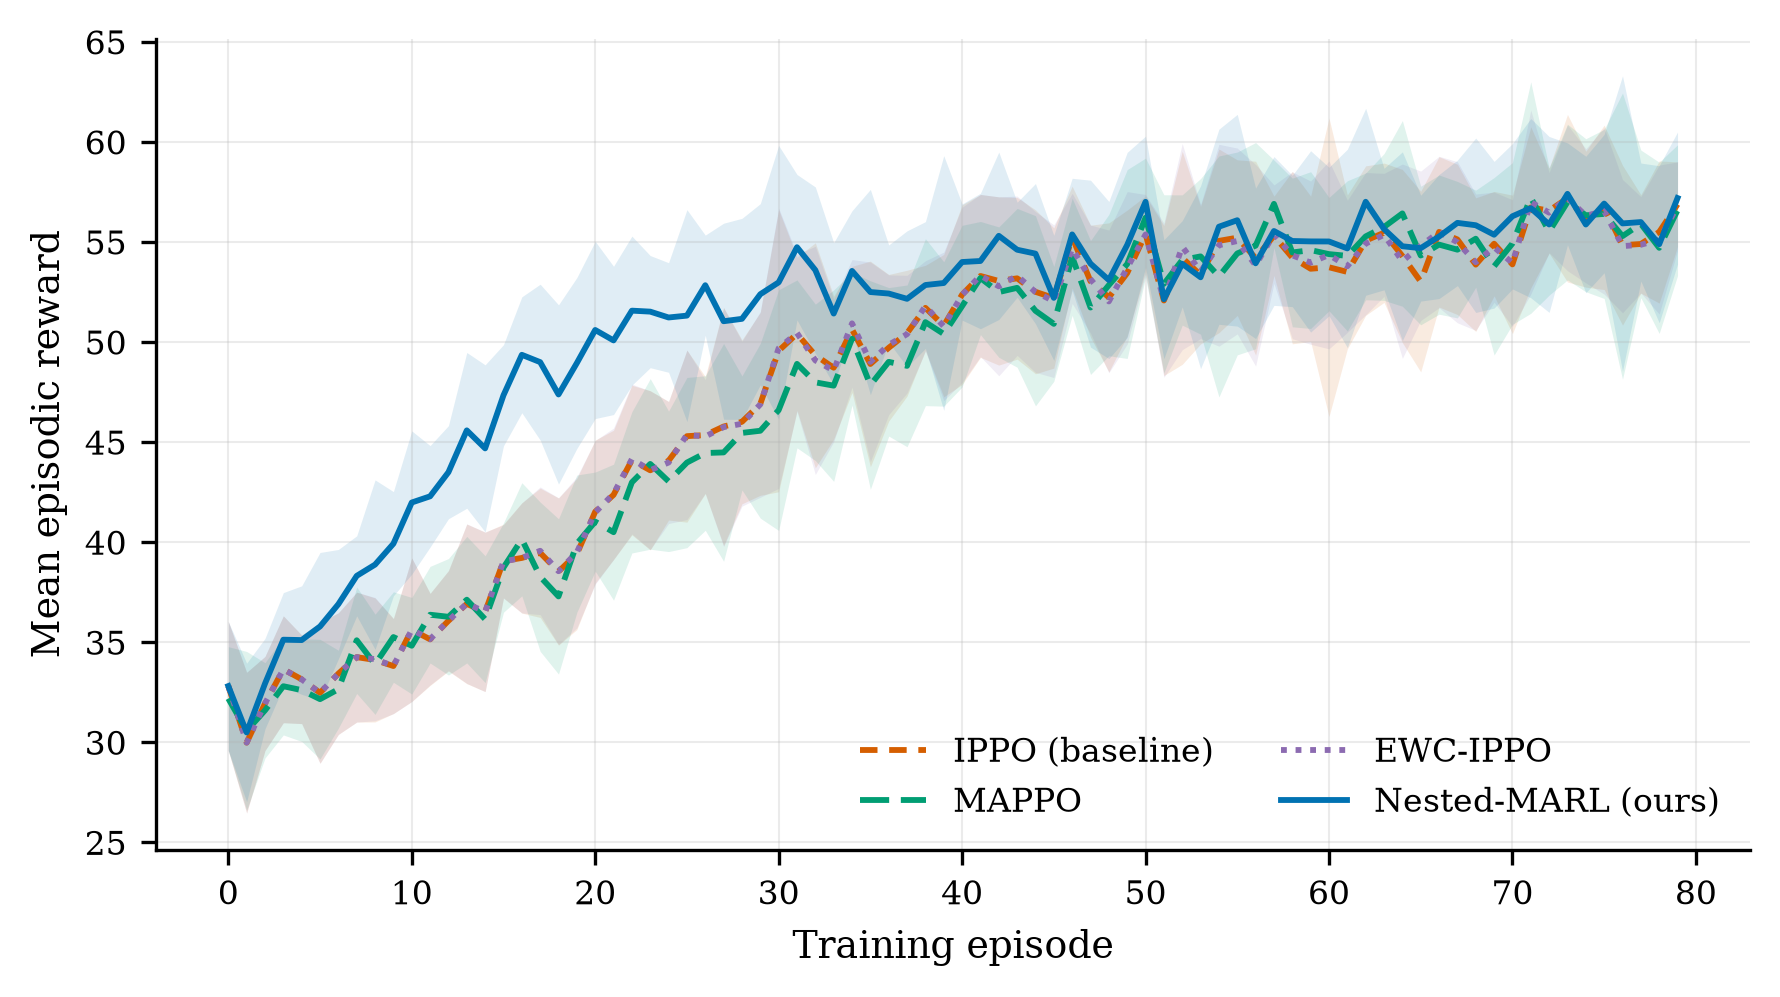 65
60
55
50
45
40
35
30
25
Mean episodic reward
IPPO (baseline)
MAPPO
EWC-IPPO
Nested-MARL (ours)
0 10 20 30 40 50 60 70 80
Training episode